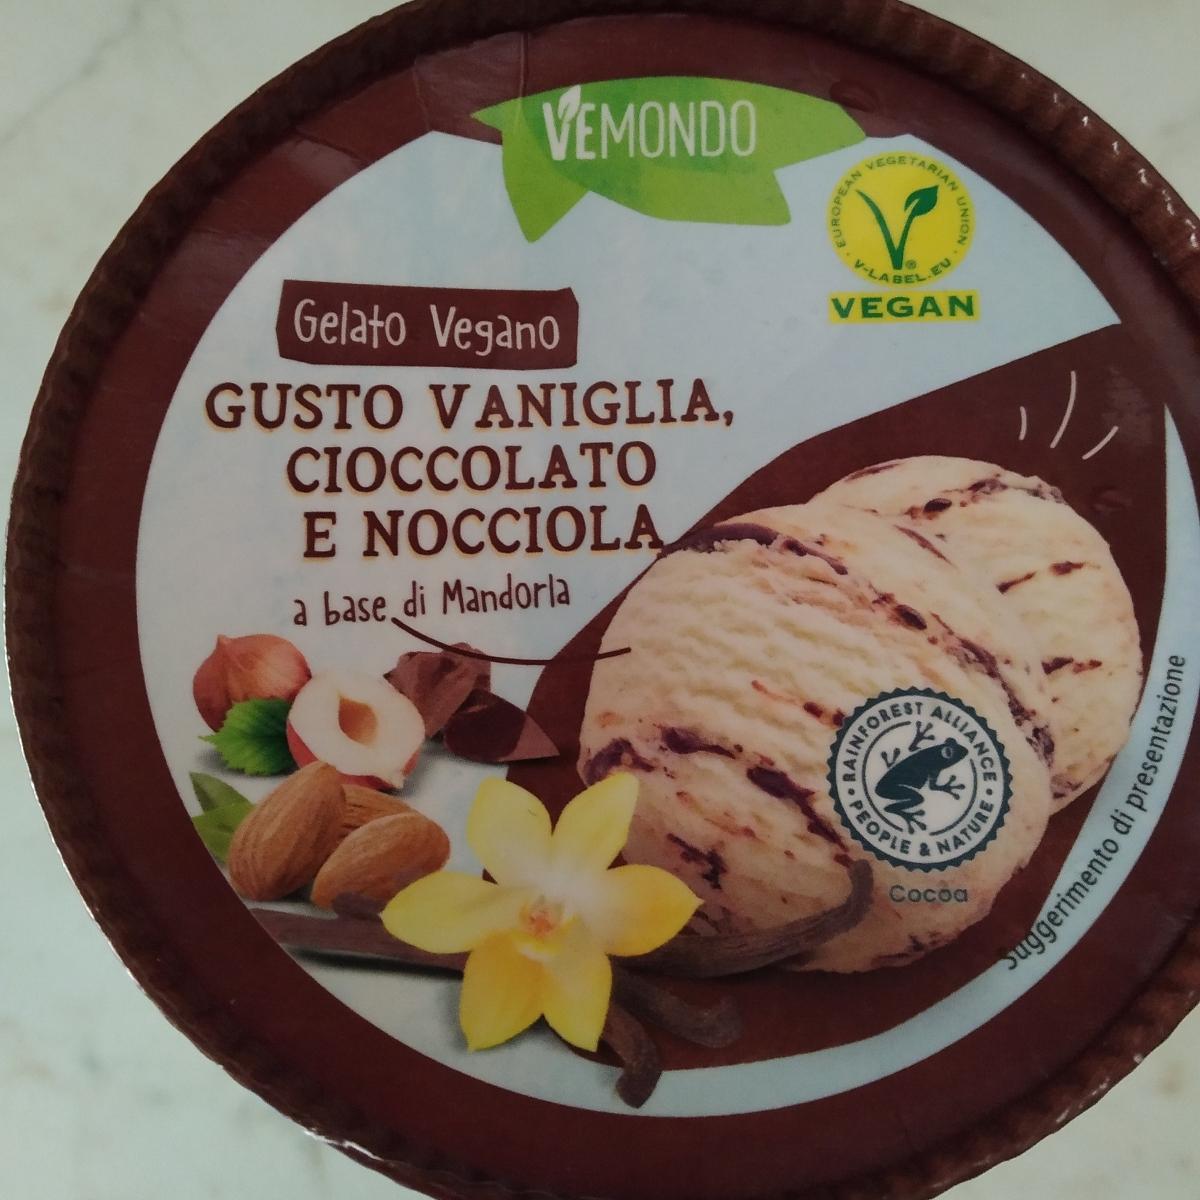 VEMONDO
EUROPEAN VEGETARIAN UNION
V-LABEL.EU
VEGAN
Gelato Vegano
GUSTO VANIGLIA,
CIOCCOLATO
E NOCCIOLA
a base di Mandorla
RAINFOREST ALLIANCE
PEOPLE & NATURE
Cocoa
Suggerimento di presentazione